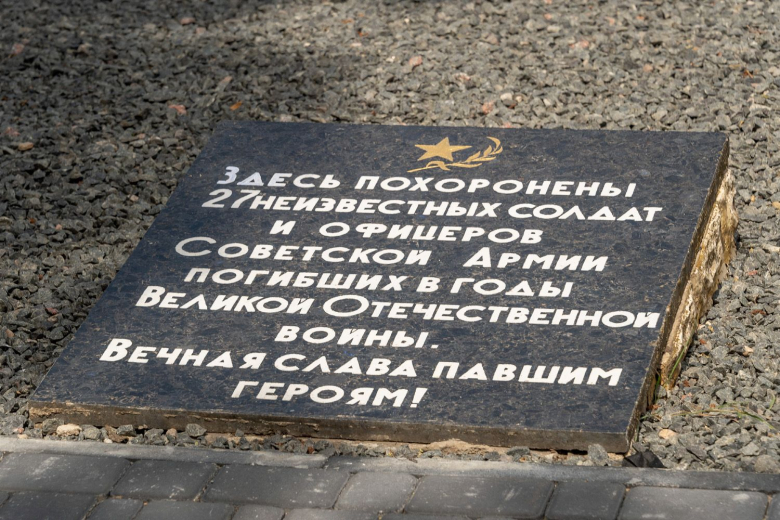 Здесь похоронены
27 неизвестных солдат
и офицеров
Советской Армии
погибших в годы
Великой Отечественной
войны.
Вечная слава павшим
героям!